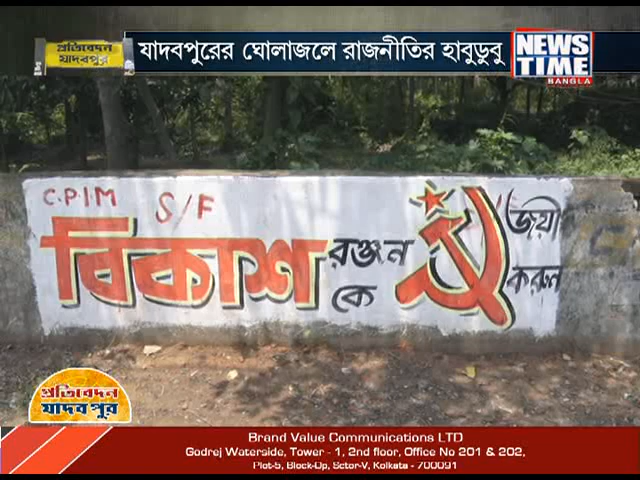 প্রতিবেদন
যাদবপুর
যাদবপুরের ঘোলাজলে রাজনীতির হাবুডুবু
NEWS
TIME
BANGLA
C.P.I.M
S/F
বিকাশ রঞ্জন কে
জয়ী
করুন
প্রতিবেদন
যাদবপুর
Brand Value Communications LTD
Godrej Waterside, Tower - 1, 2nd floor, Office No 201 & 202,
Plot-5, Block-Dp, Sctor-V, Kolkata - 700091